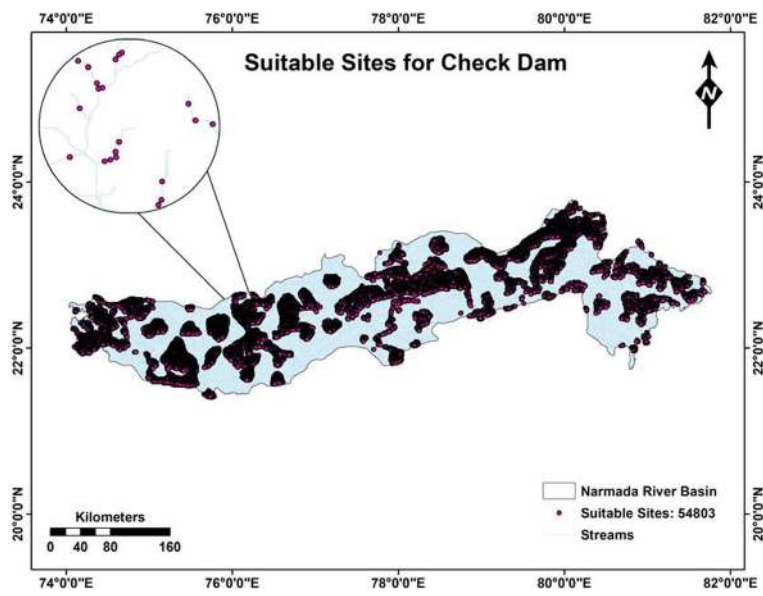 74°0'0"E 76°0'0"E 78°0'0"E 80°0'0"E 82°0'0"E
Suitable Sites for Check Dam
N
24°0'0"N 24°0'0"N
22°0'0"N 22°0'0"N
20°0'0"N 20°0'0"N
Narmada River Basin
Suitable Sites: 54803
Streams
Kilometers
0 40 80 160
74°0'0"E 76°0'0"E 78°0'0"E 80°0'0"E 82°0'0"E